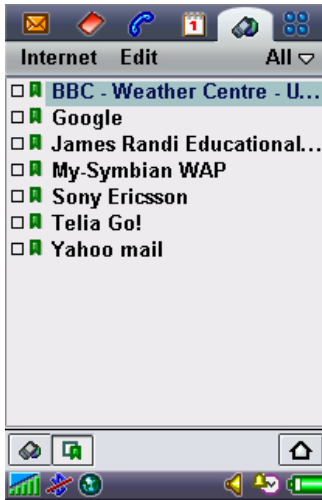 1
Internet Edit All
BBC - Weather Centre - U...
Google
James Randi Educational...
My-Symbian WAP
Sony Ericsson
Telia Go!
Yahoo mail